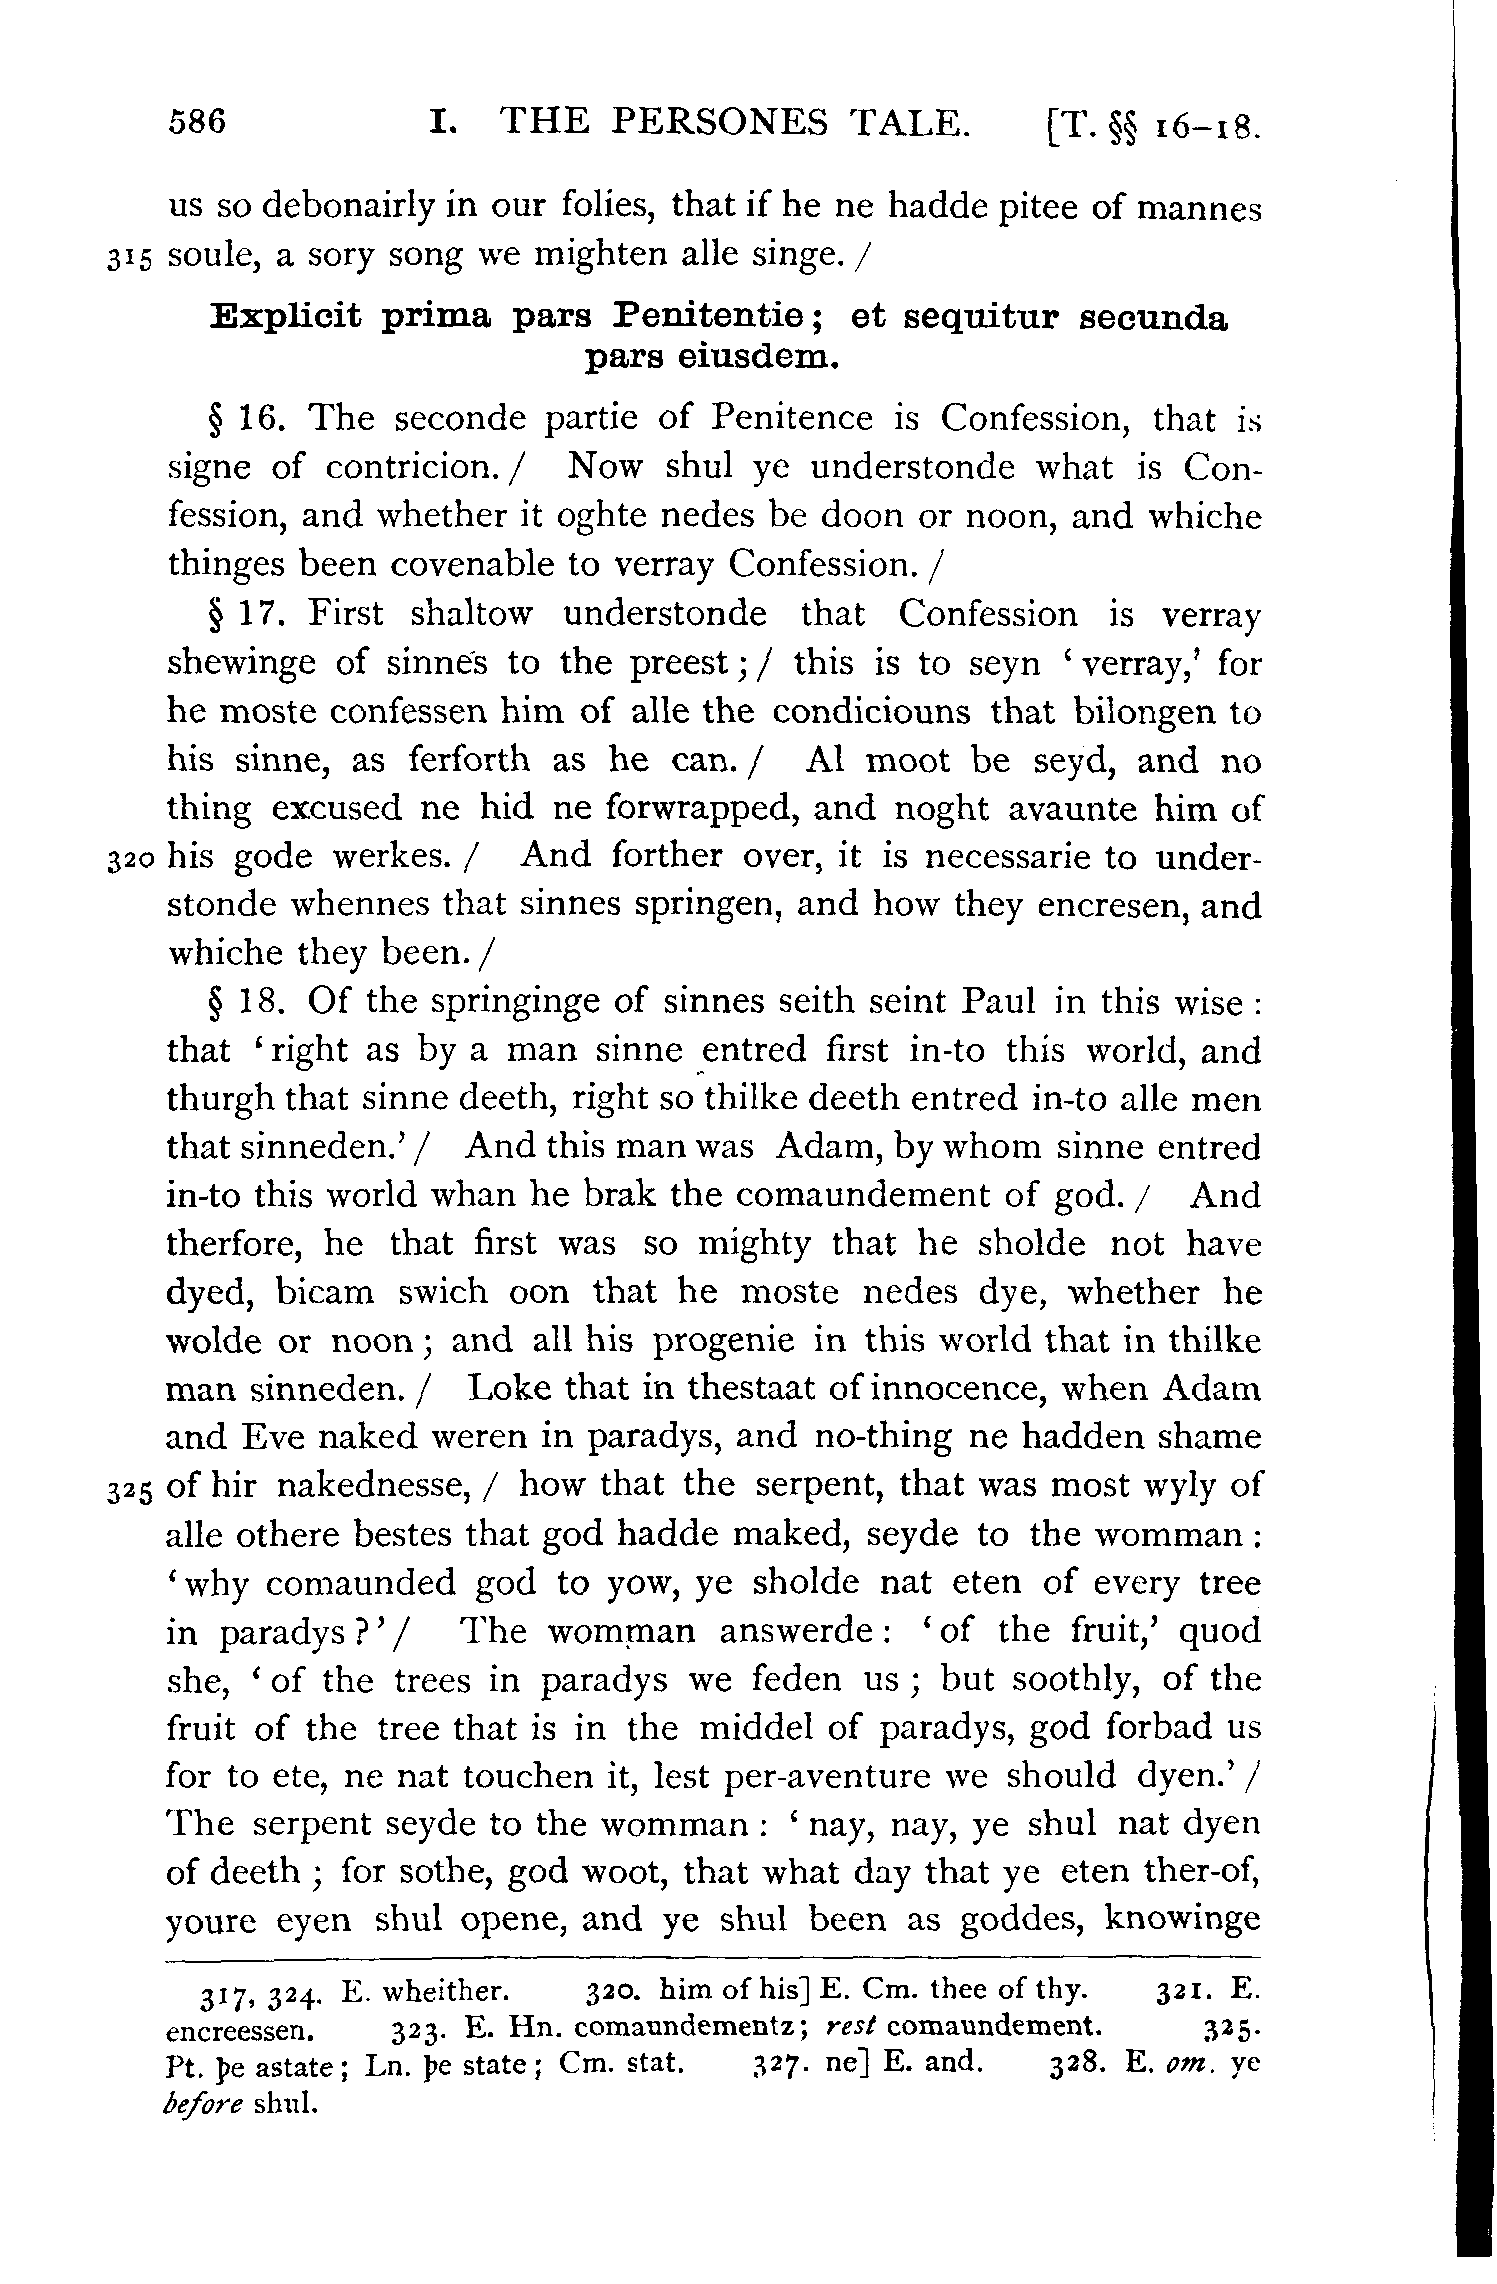 586 I. THE PERSONES TALE. [T. §§ 16–18.
us so debonairly in our folies, that if he ne hadde pitee of mannes
315 soule, a sory song we mighten alle singe. /
Explicit prima pars Penitentie; et sequitur secunda
pars eiusdem.
§ 16. The seconde partie of Penitence is Confession, that is
signe of contricion. / Now shul ye understonde what is Con-
fession, and whether it oghte nedes be doon or noon, and whiche
thinges been covenable to verray Confession. /
§ 17. First shaltow understonde that Confession is verray
shewinge of sinnes to the preest; / this is to seyn ‘verray,’ for
he moste confessen him of alle the condiciouns that bilongen to
his sinne, as ferforth as he can. / Al moot be seyd, and no
thing excused ne hid ne forwrapped, and noght avaunte him of
320 his gode werkes. / And forther over, it is necessarie to under-
stonde whennes that sinnes springen, and how they encresen, and
whiche they been. /
§ 18. Of the springinge of sinnes seith seint Paul in this wise:
that ‘right as by a man sinne entred first in-to this world, and
thurgh that sinne deeth, right so thilke deeth entred in-to alle men
that sinneden.’ / And this man was Adam, by whom sinne entred
in-to this world whan he brak the comaundement of god. / And
therfore, he that first was so mighty that he sholde not have
dyed, bicam swich oon that he moste nedes dye, whether he
wolde or noon; and all his progenie in this world that in thilke
man sinneden. / Loke that in thestaat of innocence, when Adam
and Eve naked weren in paradys, and no-thing ne hadden shame
325 of hir nakednesse, / how that the serpent, that was most wyly of
alle othere bestes that god hadde maked, seyde to the womman:
‘why comaunded god to yow, ye sholde nat eten of every tree
in paradys?’ / The womman answerde: ‘of the fruit,’ quod
she, ‘of the trees in paradys we feden us; but soothly, of the
fruit of the tree that is in the middel of paradys, god forbad us
for to ete, ne nat touchen it, lest per-aventure we should dyen.’ /
The serpent seyde to the womman: ‘nay, nay, ye shul nat dyen
of deeth; for sothe, god woot, that what day that ye eten ther-of,
youre eyen shul opene, and ye shul been as goddes, knowinge
317, 324. E. wheither. 320. him of his] E. Cm. thee of thy. 321. E.
encreessen. 323. E. Hn. comaundementz; rest comaundement. 325.
Pt. þe astate; Ln. þe state; Cm. stat. 327. ne] E. and. 328. E. om. ye
before shul.